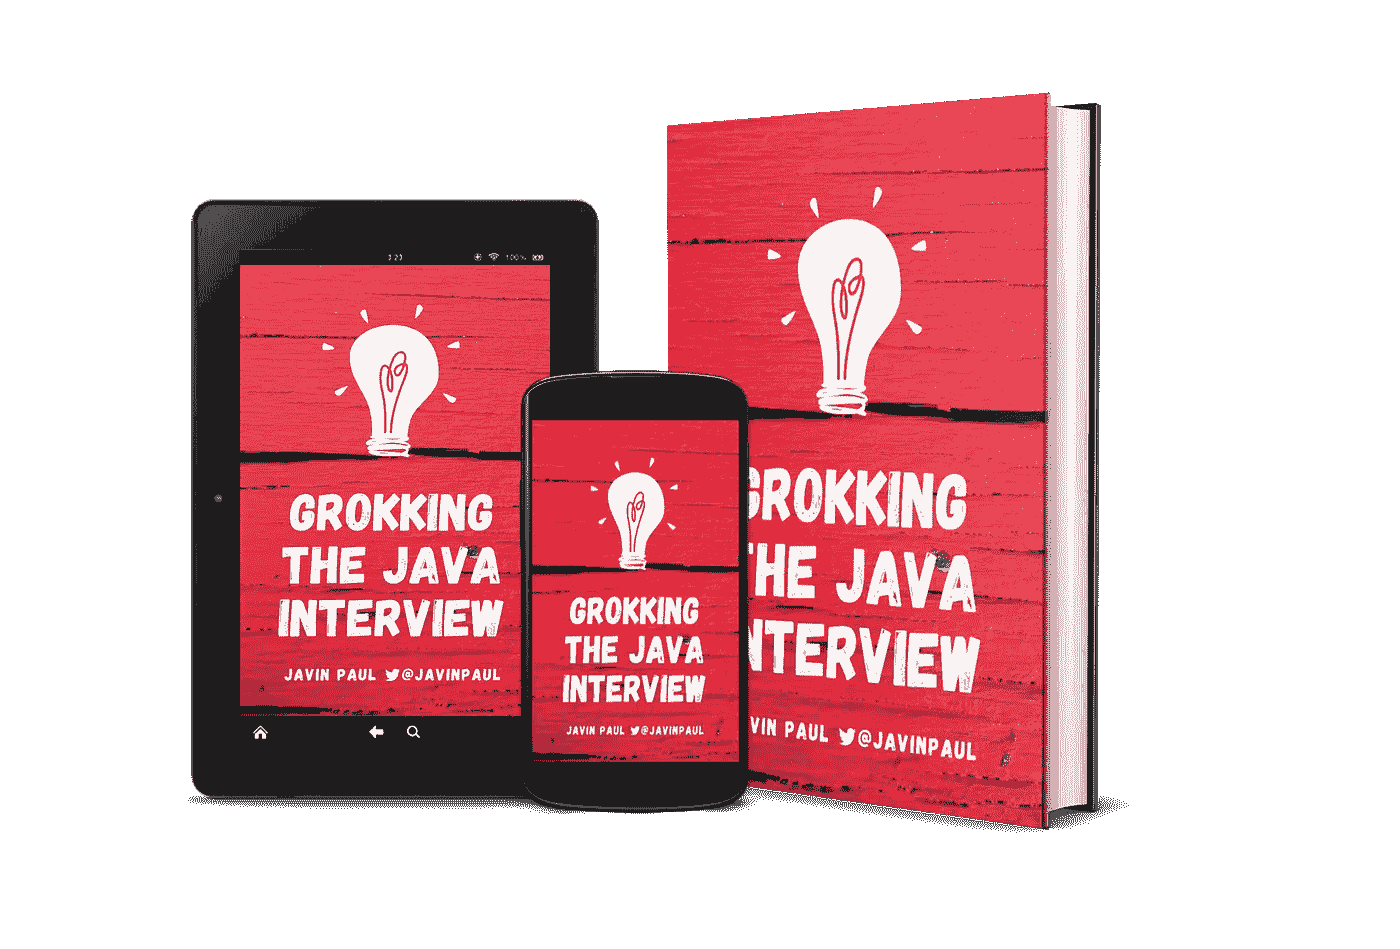 3:23
100%
GROKKING
THE JAVA
INTERVIEW
JAVIN PAUL @JAVINPAUL
GROKKING
THE JAVA
INTERVIEW
JAVIN PAUL @JAVINPAUL
GROKKING
THE JAVA
INTERVIEW
VIN PAUL @JAVINPAUL